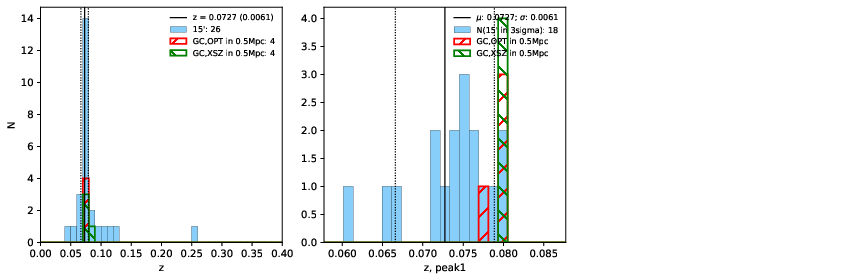 z = 0.0727 (0.0061)
15': 26
GC,OPT in 0.5Mpc: 4
GC,XSZ in 0.5Mpc: 4
N
14
12
10
8
6
4
2
0
0.00 0.05 0.10 0.15 0.20 0.25 0.30 0.35 0.40
z
μ: 0.0727; σ: 0.0061
N(15' in 3sigma): 18
GC,OPT in 0.5Mpc
GC,XSZ in 0.5Mpc
4.0
3.5
3.0
2.5
2.0
1.5
1.0
0.5
0.0
0.060 0.065 0.070 0.075 0.080 0.085
z, peak1